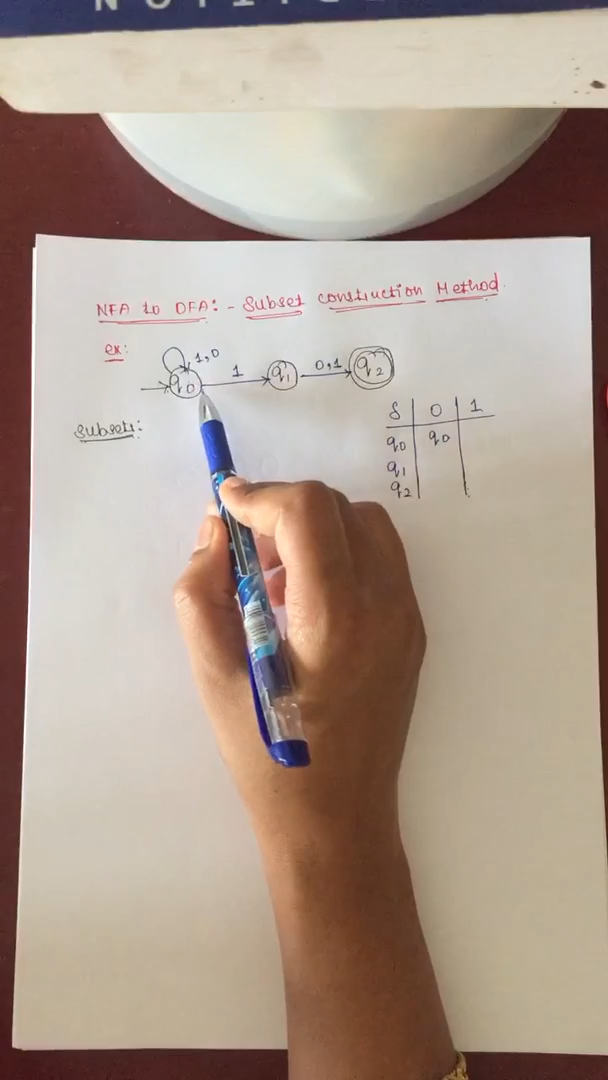 NFA to DFA: - Subset construction Method
ex:
1,0
q0 1 q1 0,1 q2
subsets:
δ 0 1
q0 q0
q1
q2